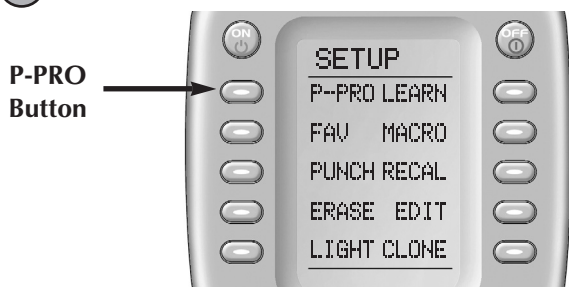 ON OFF
SETUP
P-PRO
Button
P-PRO LEARN
FAV MACRO
PUNCH RECAL
ERASE EDIT
LIGHT CLONE